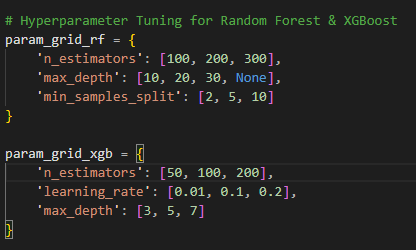 # Hyperparameter Tuning for Random Forest & XGBoost
param_grid_rf = {
    'n_estimators': [100, 200, 300],
    'max_depth': [10, 20, 30, None],
    'min_samples_split': [2, 5, 10]
}
param_grid_xgb = {
    'n_estimators': [50, 100, 200],
    'learning_rate': [0.01, 0.1, 0.2],
    'max_depth': [3, 5, 7]
}